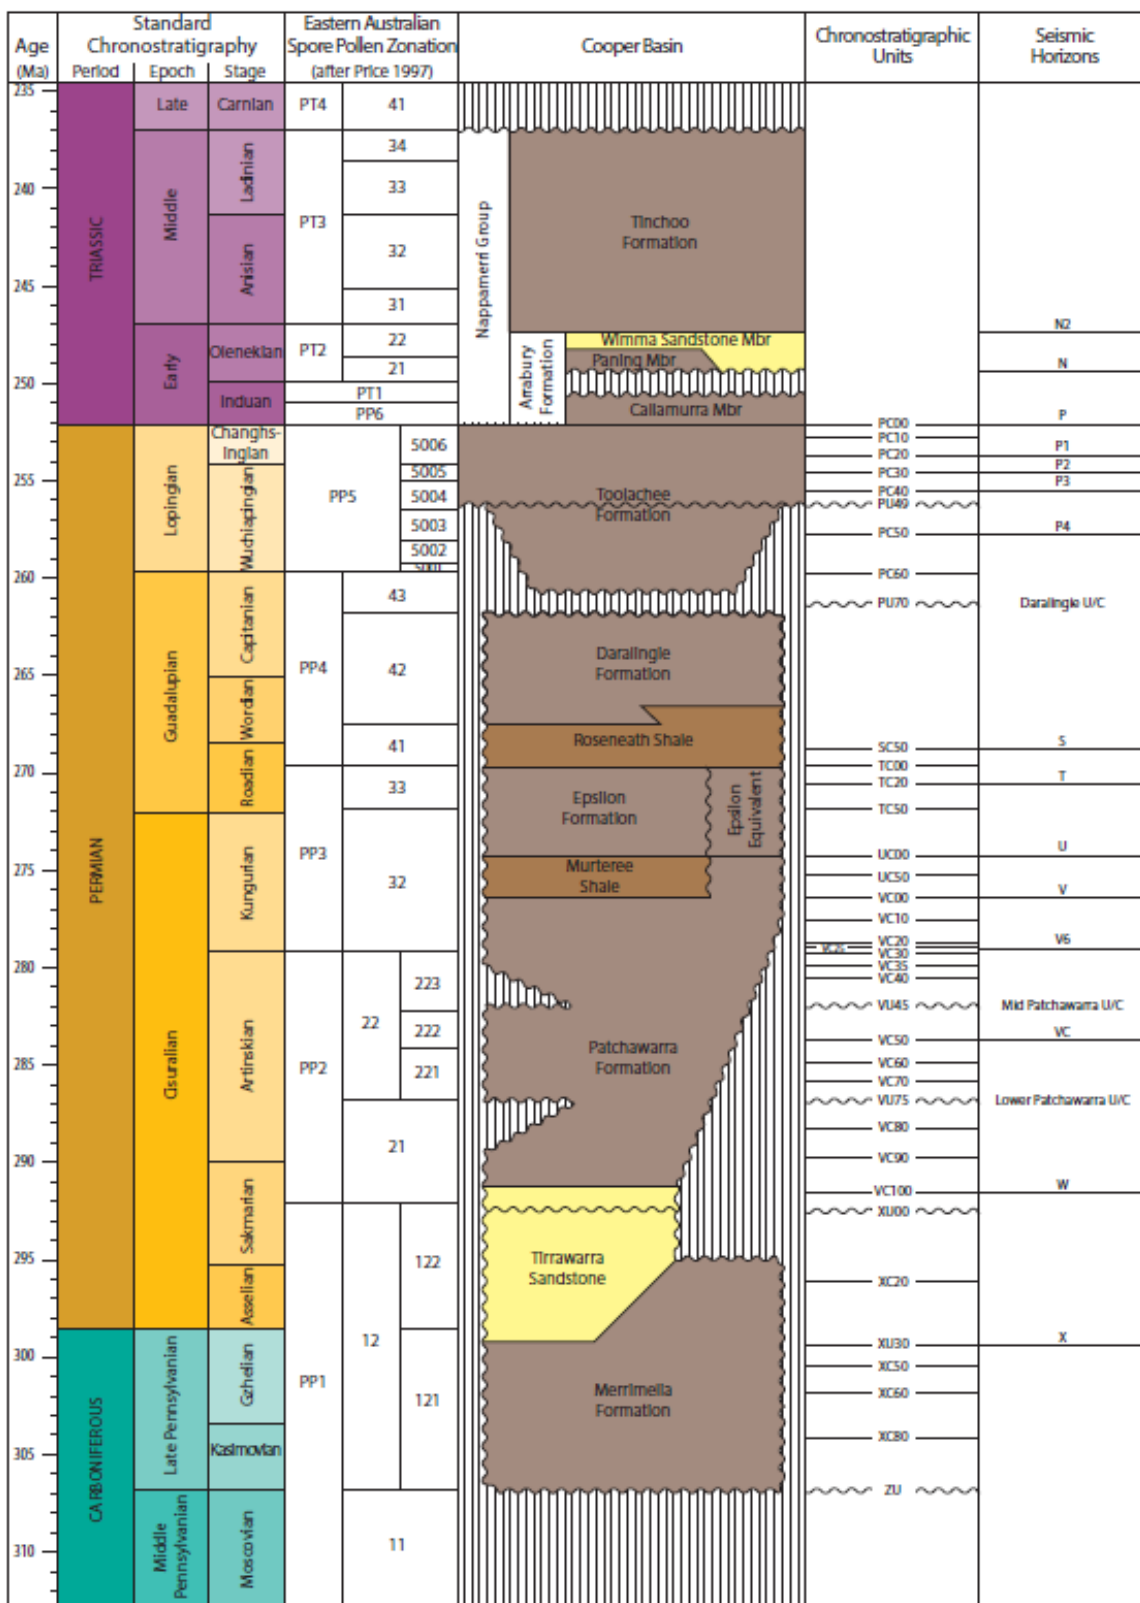 Age
(Ma)
Standard
Chronostratigraphy
Period
Epoch
Stage
Eastern Australian
Spore Pollen Zonation
(after Price 1997)
Cooper Basin
Chronostratigraphic
Units
Seismic
Horizons
235
240
245
250
255
260
265
270
275
280
285
290
295
300
305
310
TRIASSIC
PERMIAN
CARBONIFEROUS
Late
Middle
Early
Lopingian
Guadalupian
Cisuralian
Late Pennsylvanian
Middle
Pennsylvanian
Carnian
Ladinian
Anisian
Olenekian
Induan
Changhs-
ingian
Wuchiapingian
Capitanian
Wordian
Roadian
Kungurian
Artinskian
Sakmarian
Asselian
Gzhelian
Kasimovian
Moscovian
PT4
PT3
PT2
PT1
PP6
PP5
PP4
PP3
PP2
PP1
41
34
33
32
31
22
21
5006
5005
5004
5003
5002
5001
43
42
41
33
32
22
223
222
221
21
12
122
121
11
Nappamerri Group
Tinchoo
Formation
Arrabury
Formation
Wimma Sandstone Mbr
Paning Mbr
Callamurra Mbr
Toolachee
Formation
Daralingie
Formation
Roseneath Shale
Epsilon
Formation
Epsilon
Equivalent
Murteree
Shale
Patchawarra
Formation
Tirrawarra
Sandstone
Merrimelia
Formation
PC00
PC10
PC20
PC30
PC40
PU49
PC50
PC60
PU70
SC50
TC00
TC20
TC50
UC00
UC50
VC00
VC10
VC20
VC25
VC30
VC35
VC40
VU45
VC50
VC60
VC70
VU75
VC80
VC90
VC100
XU00
XC20
XU30
XC50
XC60
XC80
ZU
N2
N
P
P1
P2
P3
P4
Daralingie U/C
S
T
U
V
V6
Mid Patchawarra U/C
VC
Lower Patchawarra U/C
W
X